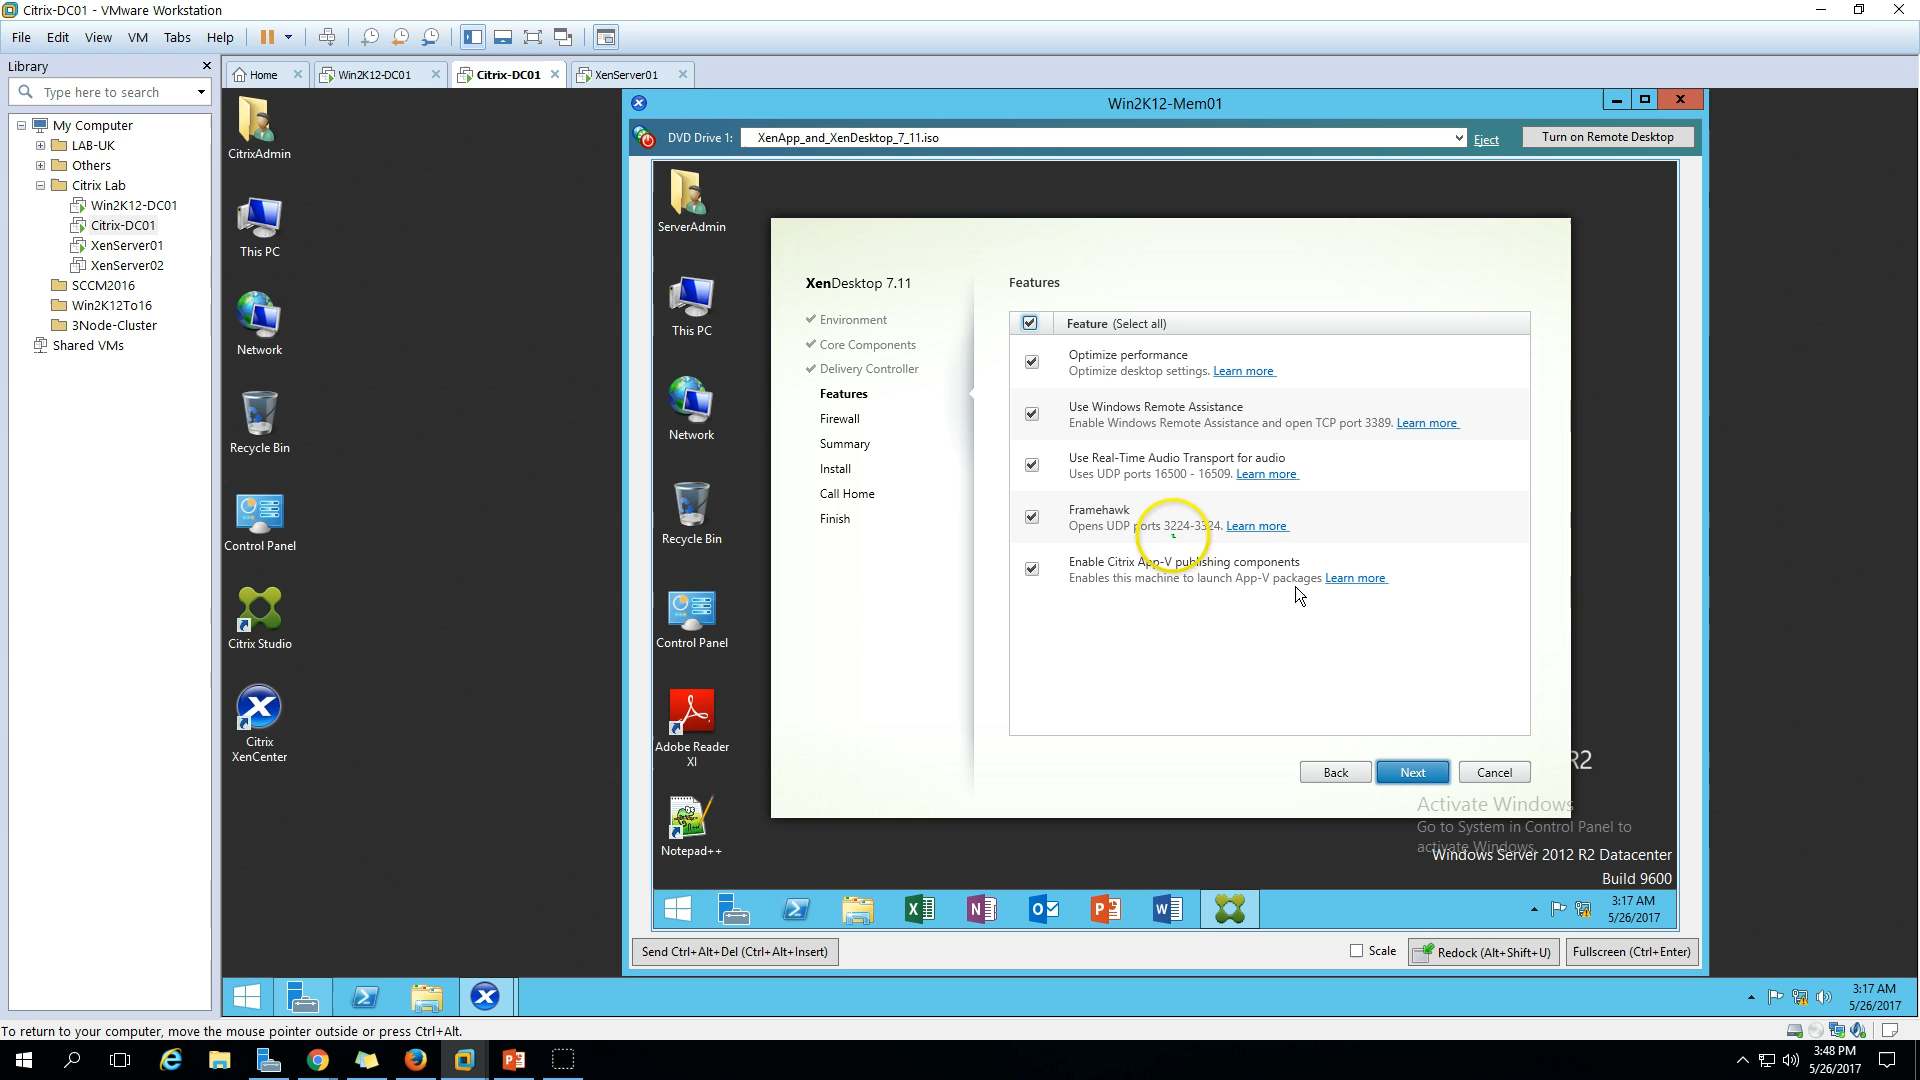 Citrix-DC01 - VMware Workstation
File Edit View VM Tabs Help
Library
Type here to search
My Computer
LAB-UK
Others
Citrix Lab
Win2K12-DC01
Citrix-DC01
XenServer01
XenServer02
SCCM2016
Win2K12To16
3Node-Cluster
Shared VMs
Home
Win2K12-DC01
Citrix-DC01
XenServer01
CitrixAdmin
This PC
Network
Recycle Bin
Control Panel
Citrix Studio
Citrix
XenCenter
Win2K12-Mem01
DVD Drive 1: XenApp_and_XenDesktop_7_11.iso Eject Turn on Remote Desktop
ServerAdmin
This PC
Network
Recycle Bin
Control Panel
Adobe Reader
XI
Notepad++
XenDesktop 7.11
Environment
Core Components
Delivery Controller
Features
Firewall
Summary
Install
Call Home
Finish
Features
Feature (Select all)
Optimize performance
Optimize desktop settings. Learn more
Use Windows Remote Assistance
Enable Windows Remote Assistance and open TCP port 3389. Learn more
Use Real-Time Audio Transport for audio
Uses UDP ports 16500 - 16509. Learn more
Framehawk
Opens UDP ports 3224-3324. Learn more
Enable Citrix App-V publishing components
Enables this machine to launch App-V packages Learn more
Back Next Cancel
R2
Activate Windows
Go to System in Control Panel to
activate Windows.
Windows Server 2012 R2 Datacenter
Build 9600
3:17 AM
5/26/2017
Send Ctrl+Alt+Del (Ctrl+Alt+Insert) Scale Redock (Alt+Shift+U) Fullscreen (Ctrl+Enter)
3:17 AM
5/26/2017
To return to your computer, move the mouse pointer outside or press Ctrl+Alt.
3:48 PM
5/26/2017